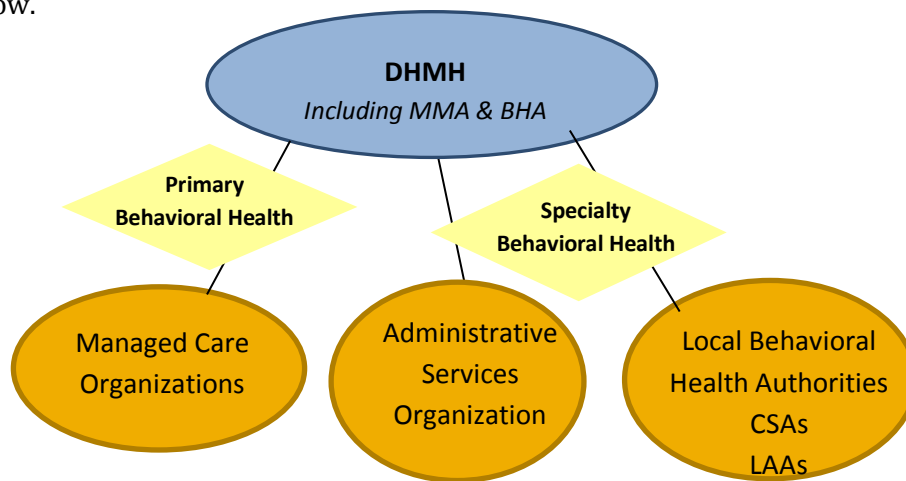 ow.
DHMH
Including MMA & BHA
Primary
Behavioral Health
Specialty
Behavioral Health
Managed Care
Organizations
Administrative
Services
Organization
Local Behavioral
Health Authorities
CSAs
LAAs